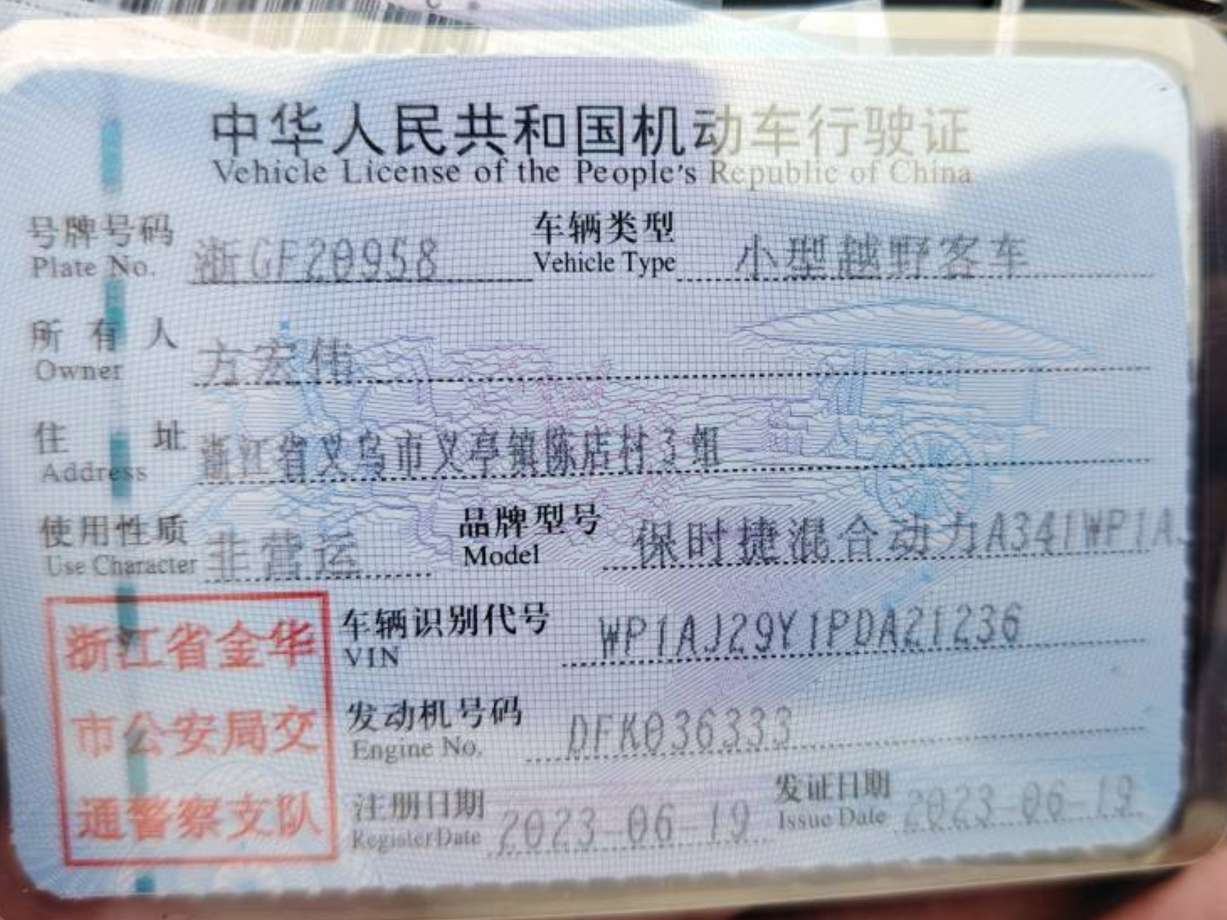 中华人民共和国机动车行驶证
Vehicle License of the People's Republic of China
号牌号码 浙GF20958 车辆类型 小型越野客车
Plate No. Vehicle Type
所有人 方宏伟
Owner
住址 浙江省义乌市义亭镇陈店村3组
Address
使用性质 非营运 品牌型号 保时捷混合动力A341WP1A
Use Character Model
浙江省金华
市公安局交
通警察支队
车辆识别代号 WP1AJ29Y1PDA21236
VIN
发动机号码 DFK036333
Engine No.
注册日期 2023-06-19 发证日期 2023-06-19
Register Date Issue Date